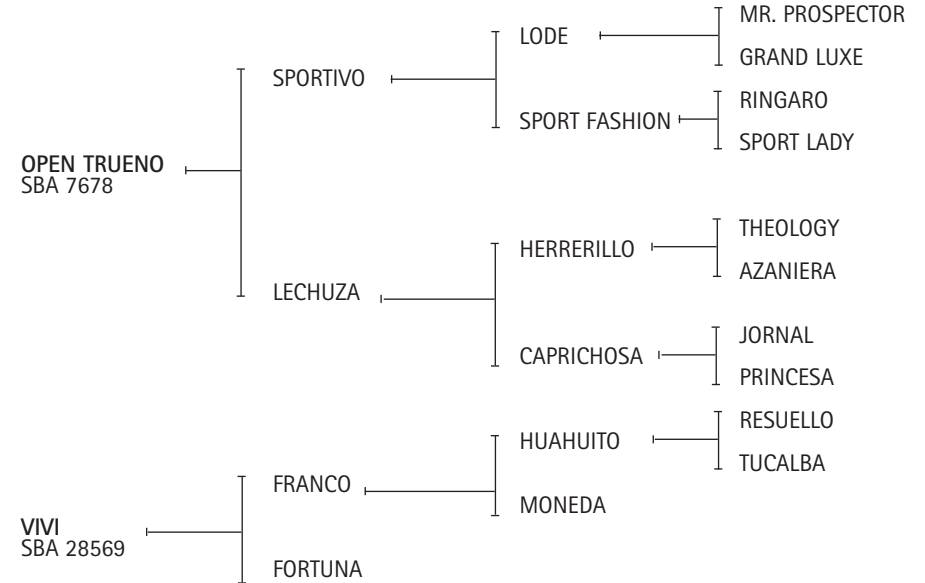 MR. PROSPECTOR
LODE
GRAND LUXE
SPORTIVO
RINGARO
SPORT FASHION
SPORT LADY
OPEN TRUENO
SBA 7678
THEOLOGY
HERRERILLO
AZANIERA
LECHUZA
JORNAL
CAPRICHOSA
PRINCESA
RESUELLO
HUAHUITO
TUCALBA
FRANCO
MONEDA
VIVI
SBA 28569
FORTUNA